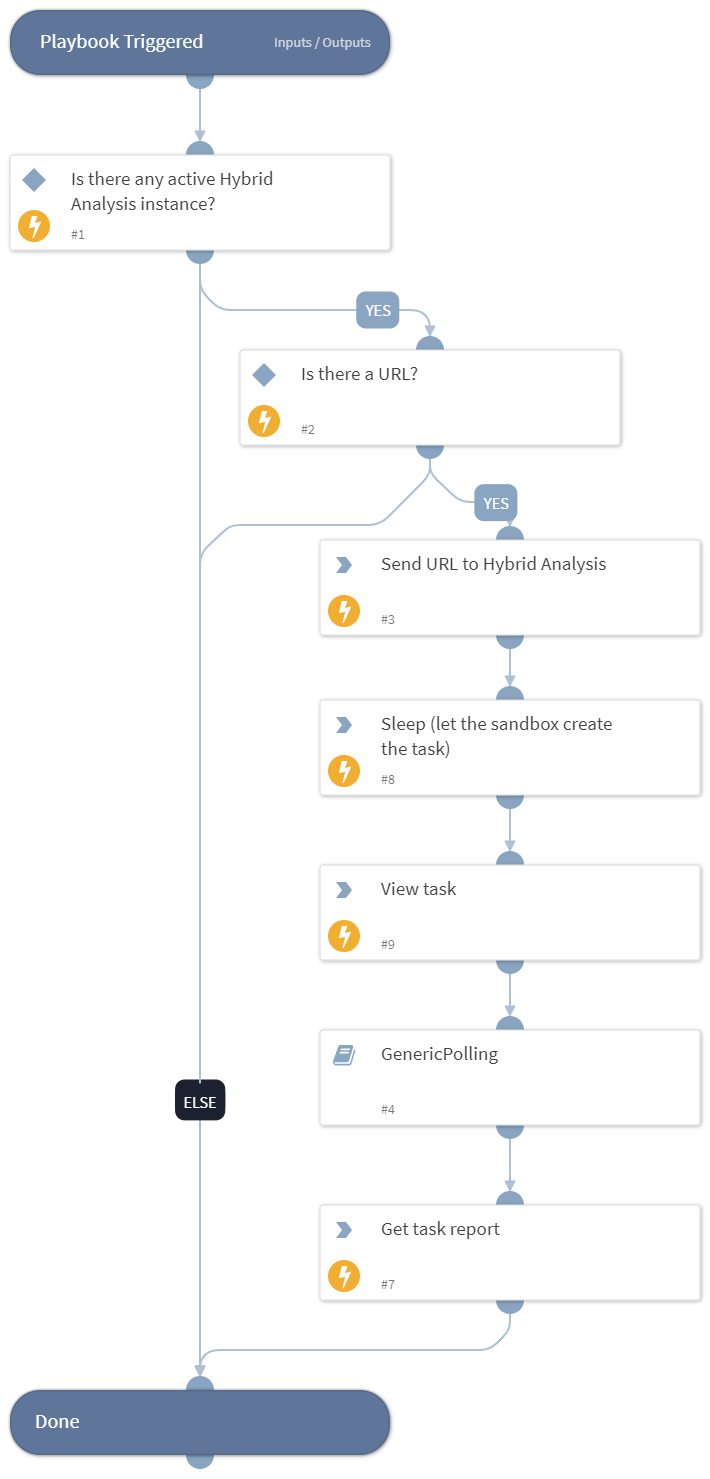 Playbook Triggered
Inputs / Outputs
Is there any active Hybrid
Analysis instance?
#1
YES
Is there a URL?
#2
YES
Send URL to Hybrid Analysis
#3
Sleep (let the sandbox create
the task)
#8
View task
#9
GenericPolling
#4
ELSE
Get task report
#7
Done